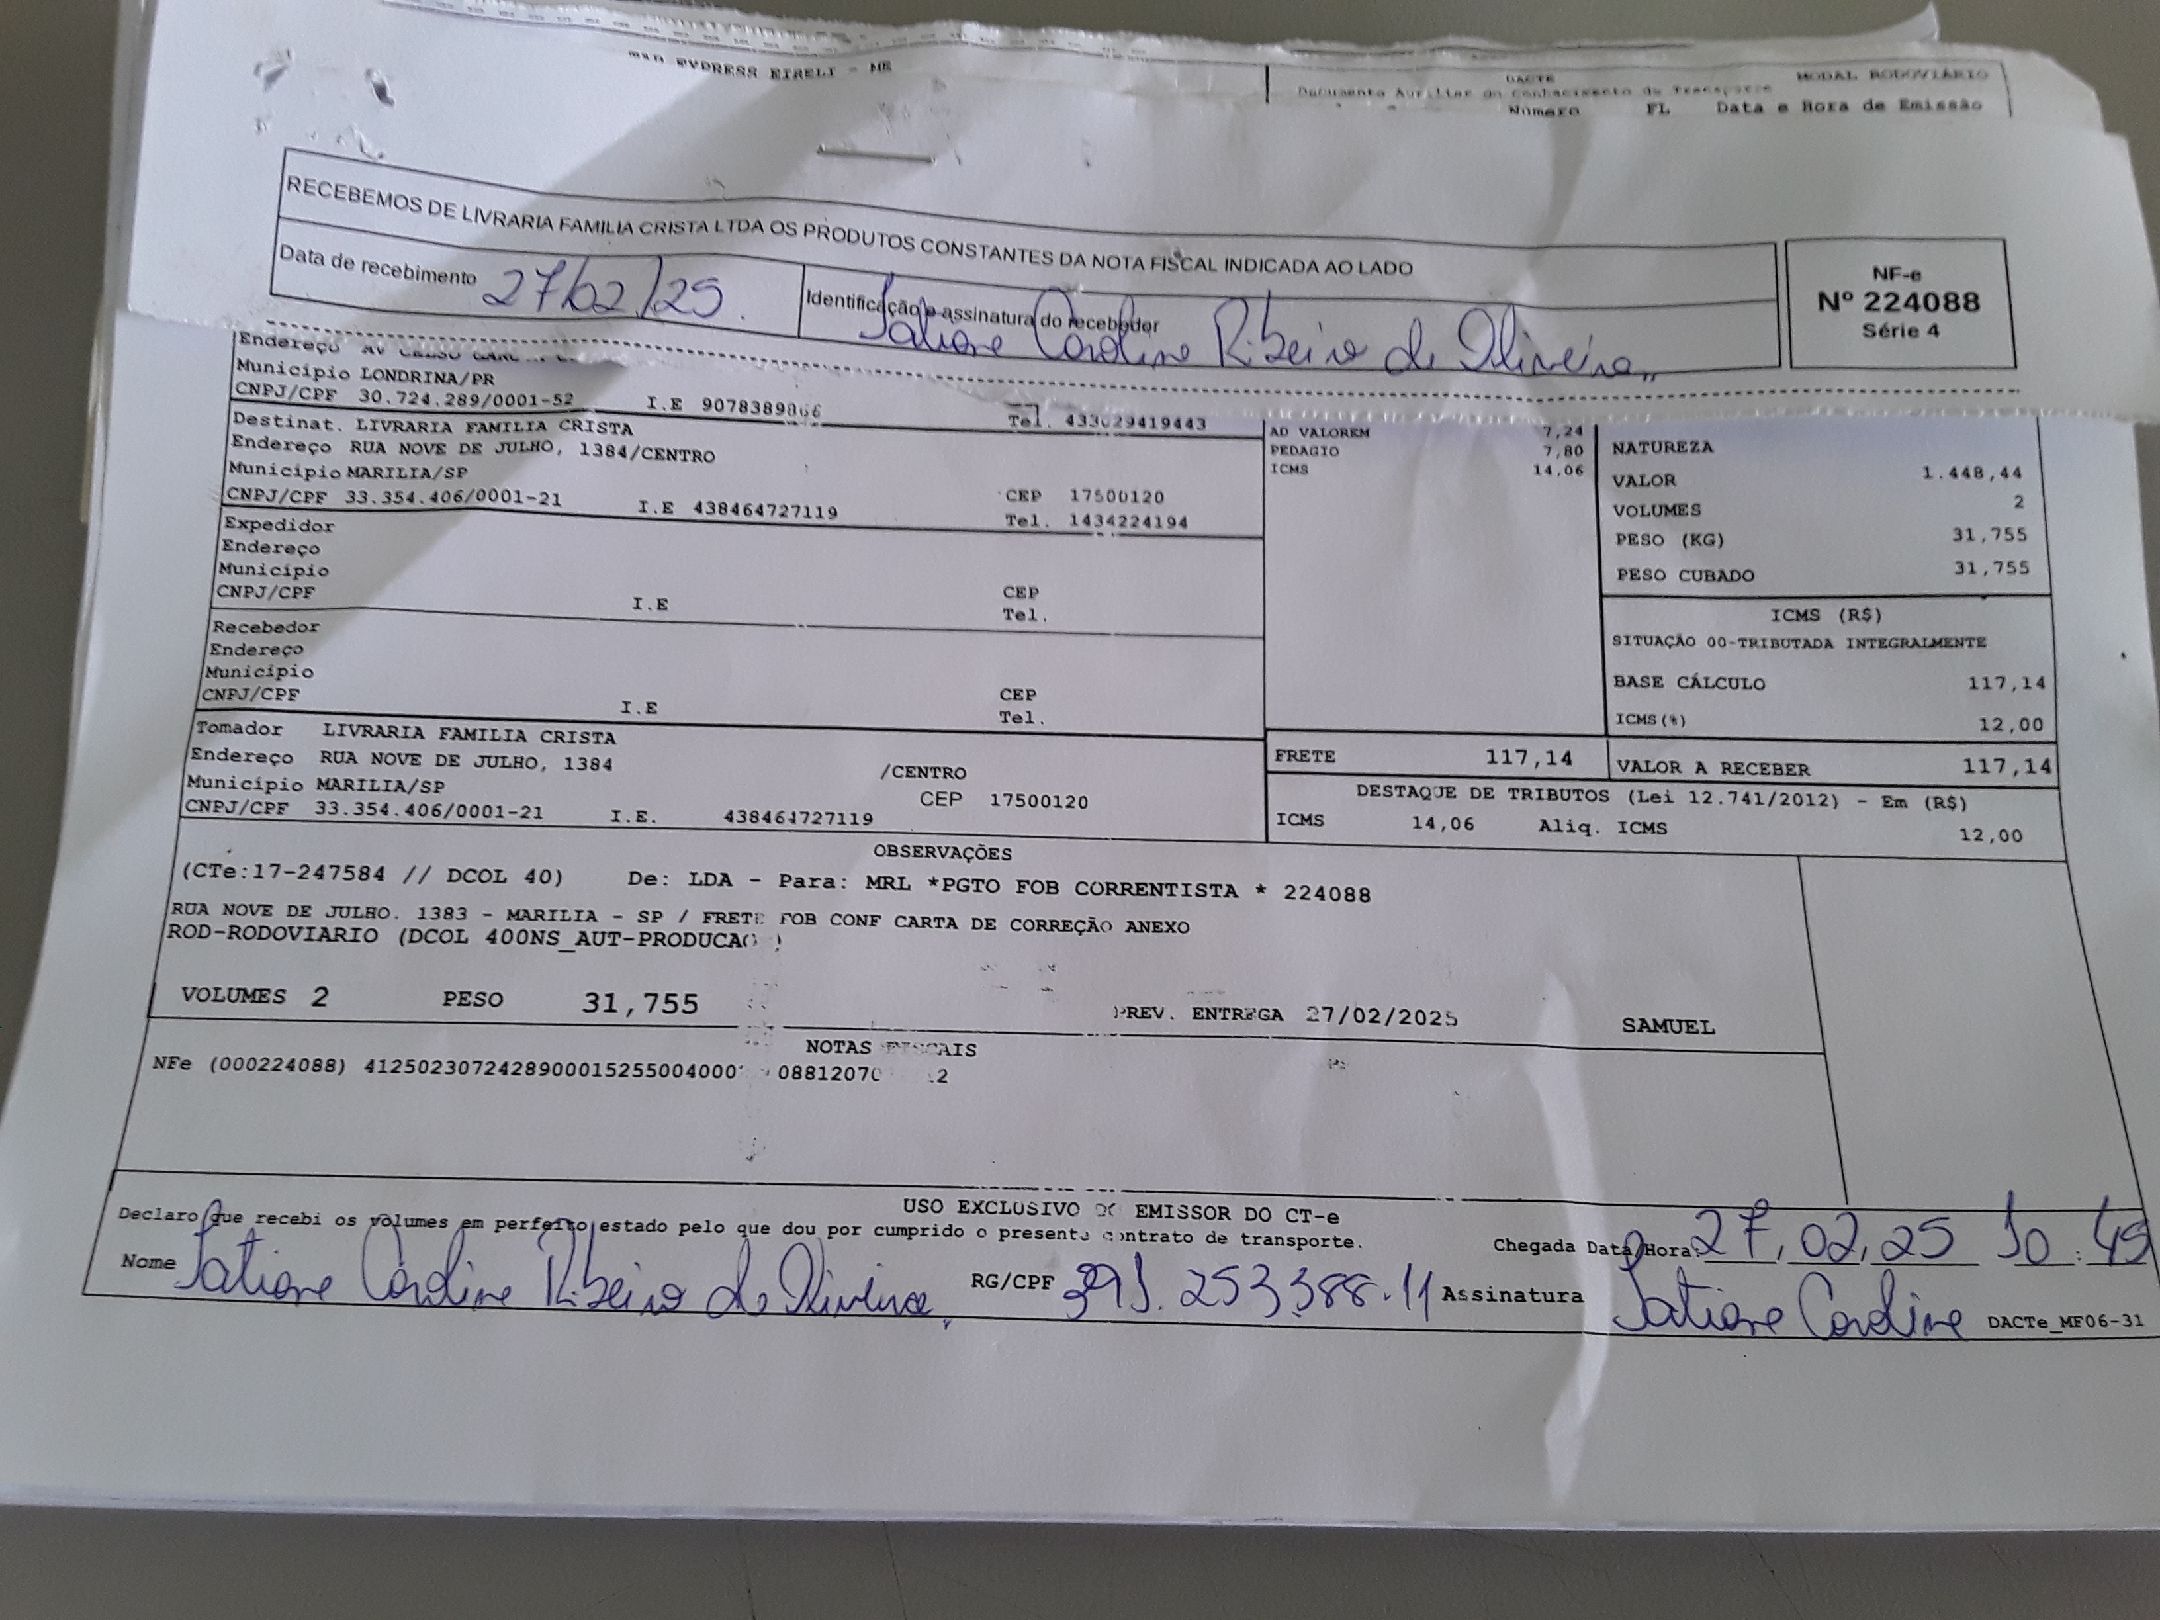 EXPRESS EIRELI - ME
DACTE
MODAL RODOVIÁRIO
Documento Auxiliar do Conhecimento de Transporte
Número FL Data e Hora de Emissão
RECEBEMOS DE LIVRARIA FAMILIA CRISTA LTDA OS PRODUTOS CONSTANTES DA NOTA FISCAL INDICADA AO LADO
Data de recebimento 27/02/25.
Identificação e assinatura do recebedor Tatiane Caroline Ribeiro de Oliveira
NF-e
Nº 224088
Série 4
Endereço AV CELSO
Município LONDRINA/PR
CNPJ/CPF 30.724.289/0001-52 I.E 9078389866 Tel. 433029419443
Destinat. LIVRARIA FAMILIA CRISTA
Endereço RUA NOVE DE JULHO, 1384/CENTRO
Município MARILIA/SP CEP 17500120
CNPJ/CPF 33.354.406/0001-21 I.E 438464727119 Tel. 1434224194
Expedidor
Endereço
Município CEP
CNPJ/CPF I.E Tel.
Recebedor
Endereço
Município CEP
CNPJ/CPF I.E Tel.
Tomador LIVRARIA FAMILIA CRISTA
Endereço RUA NOVE DE JULHO, 1384 /CENTRO
Município MARILIA/SP CEP 17500120
CNPJ/CPF 33.354.406/0001-21 I.E. 438464727119
AD VALOREM 7,24
PEDAGIO 7,80
ICMS 14,06
NATUREZA
VALOR 1.448,44
VOLUMES 2
PESO (KG) 31,755
PESO CUBADO 31,755
ICMS (R$)
SITUAÇÃO 00-TRIBUTADA INTEGRALMENTE
BASE CÁLCULO 117,14
ICMS(%) 12,00
FRETE 117,14 VALOR A RECEBER 117,14
DESTAQUE DE TRIBUTOS (Lei 12.741/2012) - Em (R$)
ICMS 14,06 Aliq. ICMS 12,00
OBSERVAÇÕES
(CTe:17-247584 // DCOL 40) De: LDA - Para: MRL *PGTO FOB CORRENTISTA * 224088
RUA NOVE DE JULHO. 1383 - MARILIA - SP / FRETE FOB CONF CARTA DE CORREÇÃO ANEXO
ROD-RODOVIARIO (DCOL 400NS_AUT-PRODUCAO )
VOLUMES 2 PESO 31,755 PREV. ENTREGA 27/02/2025 SAMUEL
NOTAS FISCAIS
NFe (000224088)
USO EXCLUSIVO DO EMISSOR DO CT-e
Declaro que recebi os volumes em perfeito estado pelo que dou por cumprido o presente contrato de transporte.
Chegada Data/Hora: 27.02.25 10:45
Nome Tatiane Caroline Ribeiro de Oliveira RG/CPF 391.253.388.11 Assinatura Tatiane Caroline DACTe_MF06-31